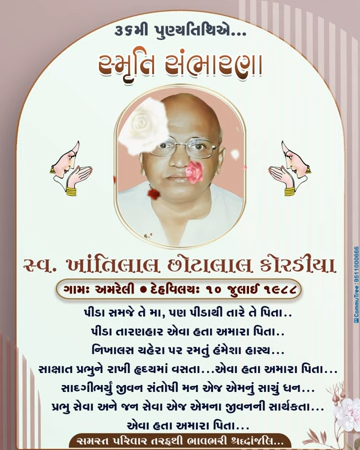 ૩૬મી પુણ્યતિથિએ...
સ્મૃતિ સંભારણા
સ્વ. ખાંતિલાલ છોટાલાલ કોરડીયા
ગામઃ અમરેલી ● દેહવિલયઃ ૧૦ જુલાઈ ૧૯૮૮
પીડા સમજે તે મા, પણ પીડાથી તારે તે પિતા..
પીડા તારણહાર એવા હતા અમારા પિતા..
નિખાલસ ચહેરા પર રમતું હંમેશા હાસ્ય...
સાક્ષાત પ્રભુને રાખી હૃદયમાં વસતા...એવા હતા અમારા પિતા...
સાદગીભર્યું જીવન સંતોષી મન એજ એમનું સાચું ધન...
પ્રભુ સેવા અને જન સેવા એજ એમના જીવનની સાર્થકતા...
એવા હતા અમારા પિતા...
સમસ્ત પરિવાર તરફથી ભાવભરી શ્રદ્ધાંજલિ...
CommuTree: 9511000666